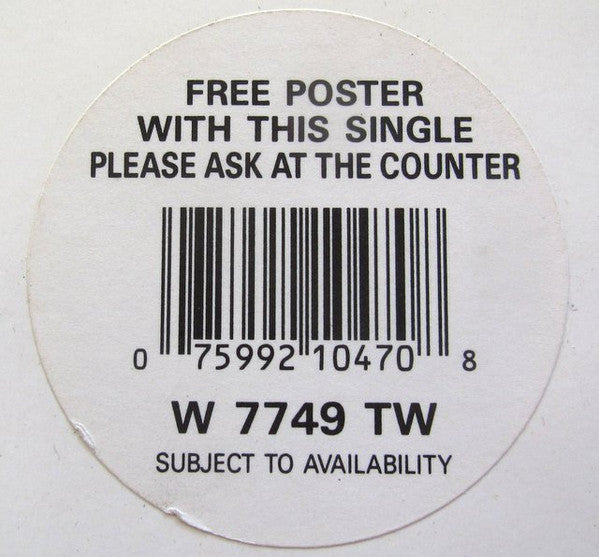 FREE POSTER
WITH THIS SINGLE
PLEASE ASK AT THE COUNTER
0 75992 10470 8
W 7749 TW
SUBJECT TO AVAILABILITY